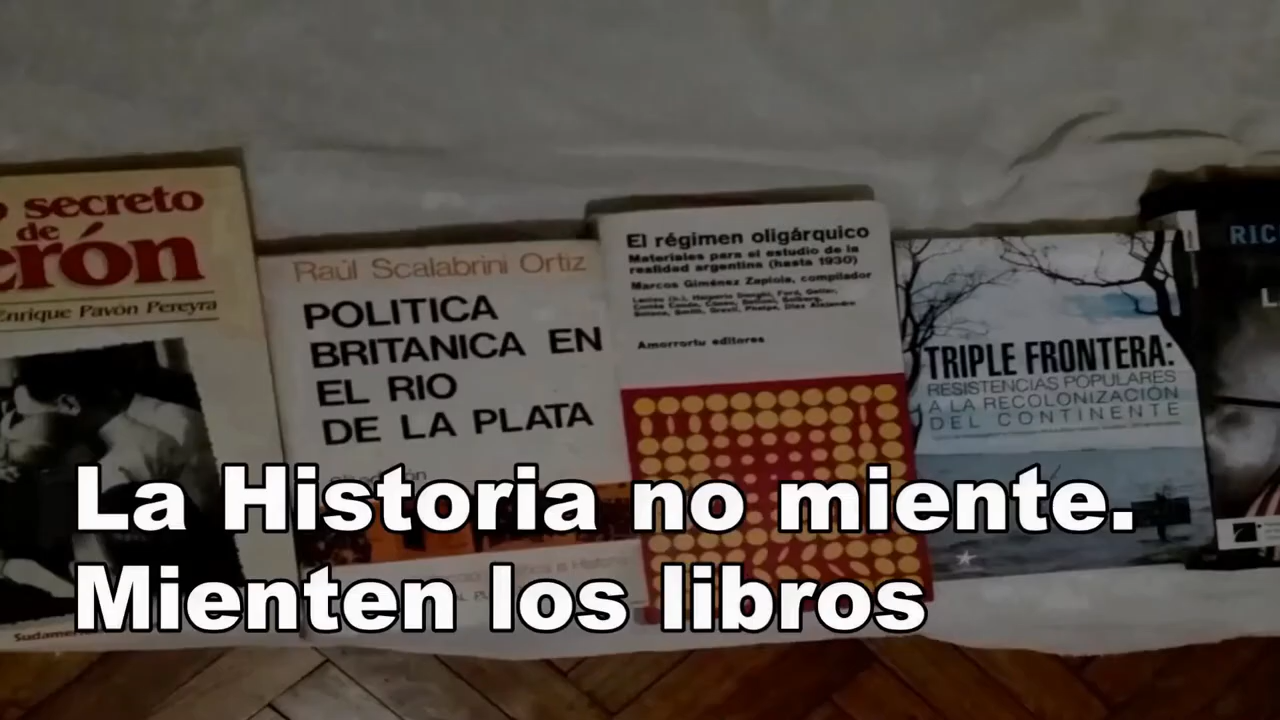 secreto
de
erón
Enrique Pavón Pereyra
Raúl Scalabrini Ortiz
POLITICA
BRITANICA EN
EL RIO
DE LA PLATA
El régimen oligárquico
Materiales para el estudio de la
realidad argentina (hasta 1930)
Marcos Giménez Zapiola, compilador
Amorrortu editores
TRIPLE FRONTERA:
RESISTENCIAS POPULARES
A LA RECOLONIZACIÓN
DEL CONTINENTE
RIC
La Historia no miente.
Mienten los libros